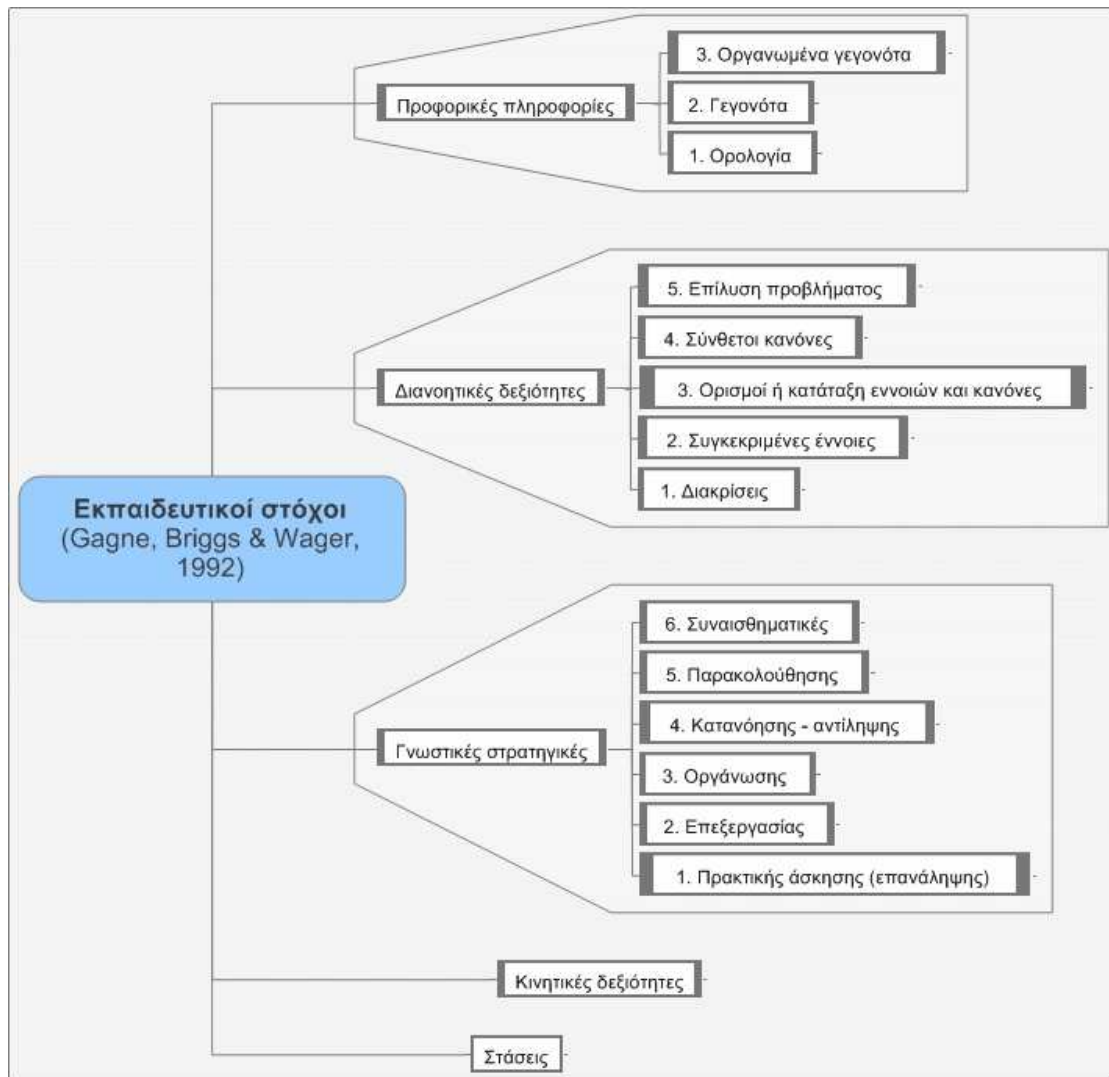 3. Οργανωμένα γεγονότα
Προφορικές πληροφορίες
2. Γεγονότα
1. Ορολογία
5. Επίλυση προβλήματος
4. Σύνθετοι κανόνες
Διανοητικές δεξιότητες
3. Ορισμοί ή κατάταξη εννοιών και κανόνες
2. Συγκεκριμένες έννοιες
1. Διακρίσεις
Εκπαιδευτικοί στόχοι
(Gagne, Briggs & Wager,
1992)
6. Συναισθηματικές
5. Παρακολούθησης
4. Κατανόησης - αντίληψης
Γνωστικές στρατηγικές
3. Οργάνωσης
2. Επεξεργασίας
1. Πρακτικής άσκησης (επανάληψης)
Κινητικές δεξιότητες
Στάσεις